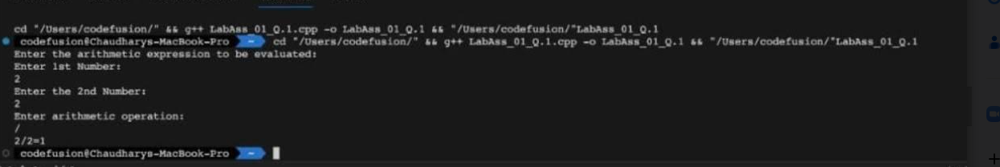 cd "/Users/codefusion/" && g++ LabAss_01_Q.1.cpp -o LabAss_01_Q.1 && "/Users/codefusion/"LabAss_01_Q.1
codefusion@Chaudharys-MacBook-Pro ~ cd "/Users/codefusion/" && g++ LabAss_01_Q.1.cpp -o LabAss_01_Q.1 && "/Users/codefusion/"LabAss_01_Q.1
Enter the arithmetic expression to be evaluated:
Enter 1st Number:
2
Enter the 2nd Number:
2
Enter arithmetic operation:
/
2/2=1
codefusion@Chaudharys-MacBook-Pro ~